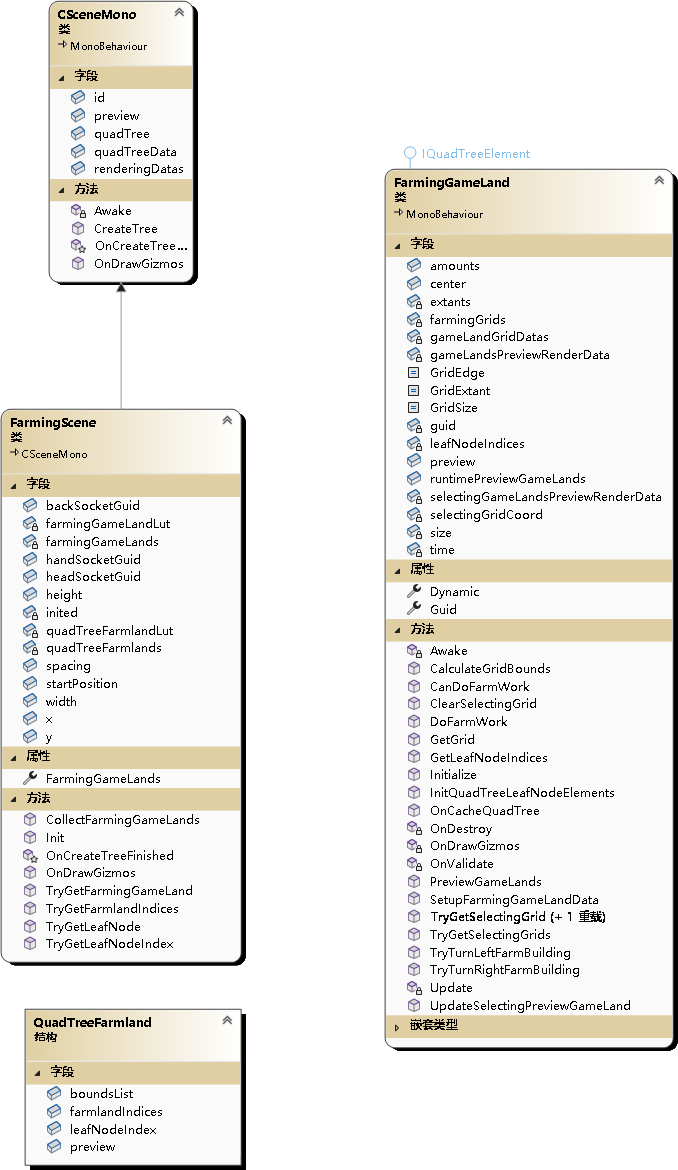 CSceneMono
类
MonoBehaviour
字段
id
preview
quadTree
quadTreeData
renderingDatas
方法
Awake
CreateTree
OnCreateTree...
OnDrawGizmos
FarmingScene
类
CSceneMono
字段
backSocketGuid
farmingGameLandLut
farmingGameLands
handSocketGuid
headSocketGuid
height
inited
quadTreeFarmlandLut
quadTreeFarmlands
spacing
startPosition
width
x
y
属性
FarmingGameLands
方法
CollectFarmingGameLands
Init
OnCreateTreeFinished
OnDrawGizmos
TryGetFarmingGameLand
TryGetFarmlandIndices
TryGetLeafNode
TryGetLeafNodeIndex
QuadTreeFarmland
结构
字段
boundsList
farmlandIndices
leafNodeIndex
preview
IQuadTreeElement
FarmingGameLand
类
MonoBehaviour
字段
amounts
center
extants
farmingGrids
gameLandGridDatas
gameLandsPreviewRenderData
GridEdge
GridExtant
GridSize
guid
leafNodeIndices
preview
runtimePreviewGameLands
selectingGameLandsPreviewRenderData
selectingGridCoord
size
time
属性
Dynamic
Guid
方法
Awake
CalculateGridBounds
CanDoFarmWork
ClearSelectingGrid
DoFarmWork
GetGrid
GetLeafNodeIndices
Initialize
InitQuadTreeLeafNodeElements
OnCacheQuadTree
OnDestroy
OnDrawGizmos
OnValidate
PreviewGameLands
SetupFarmingGameLandData
TryGetSelectingGrid (+ 1 重载)
TryGetSelectingGrids
TryTurnLeftFarmBuilding
TryTurnRightFarmBuilding
Update
UpdateSelectingPreviewGameLand
嵌套类型